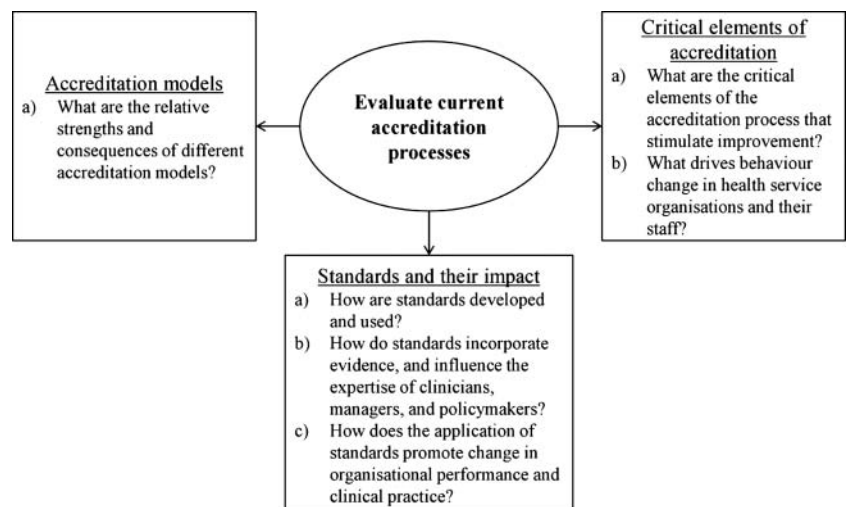 Accreditation models
a) What are the relative
strengths and
consequences of different
accreditation models?
Evaluate current
accreditation
processes
Critical elements of
accreditation
a) What are the critical
elements of the
accreditation process that
stimulate improvement?
b) What drives behaviour
change in health service
organisations and their
staff?
Standards and their impact
a) How are standards developed
and used?
b) How do standards incorporate
evidence, and influence the
expertise of clinicians,
managers, and policymakers?
c) How does the application of
standards promote change in
organisational performance and
clinical practice?